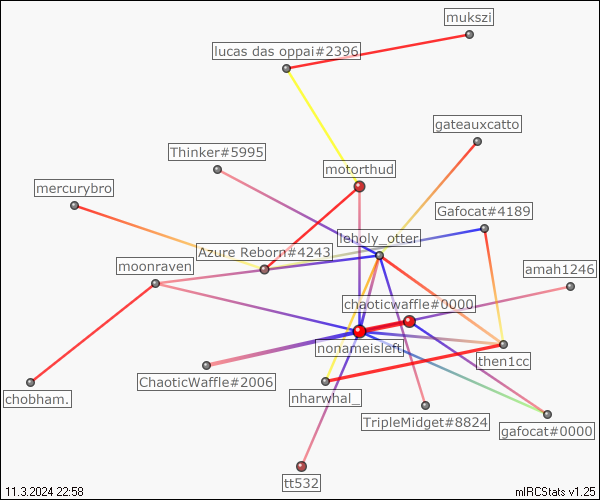 mukszi
lucas das oppai#2396
gateauxcatto
Thinker#5995
motorthud
mercurybro
Gafocat#4189
leholy_otter
Azure Reborn#4243
moonraven
amah1246
chaoticwaffle#0000
nonameisleft
then1cc
ChaoticWaffle#2006
chobham.
nharwhal_
TripleMidget#8824
gafocat#0000
tt532
11.3.2024 22:58
mIRCStats v1.25